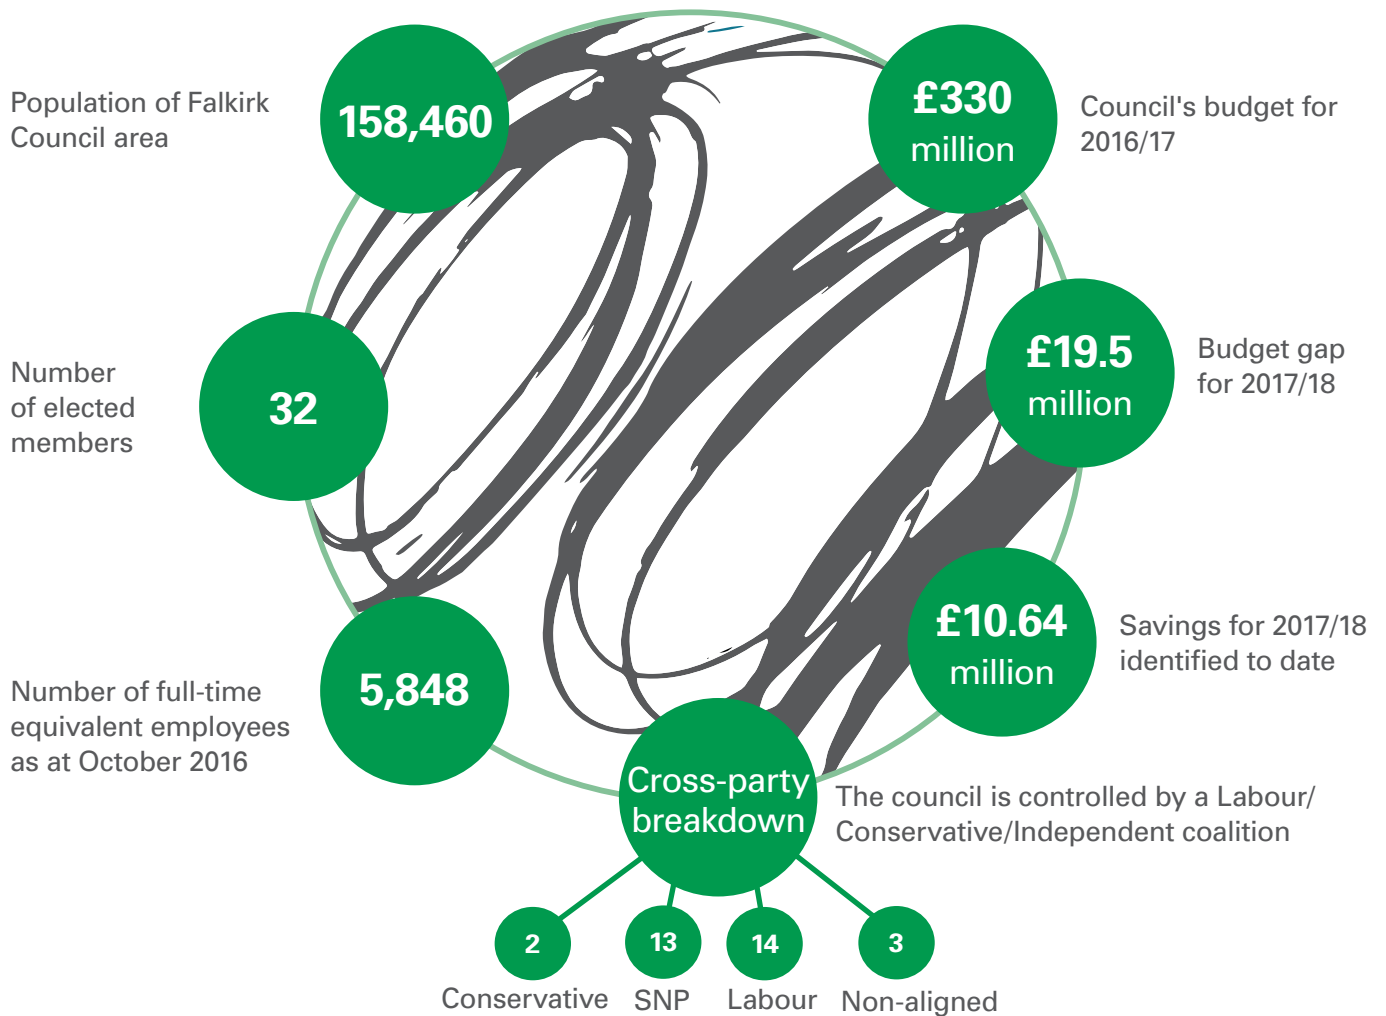 Population of Falkirk
Council area
158,460
£330
million
Council's budget for
2016/17
Number
of elected
members
32
£19.5
million
Budget gap
for 2017/18
Number of full-time
equivalent employees
as at October 2016
5,848
£10.64
million
Savings for 2017/18
identified to date
Cross-party
breakdown
The council is controlled by a Labour/
Conservative/Independent coalition
2
Conservative
13
SNP
14
Labour
3
Non-aligned